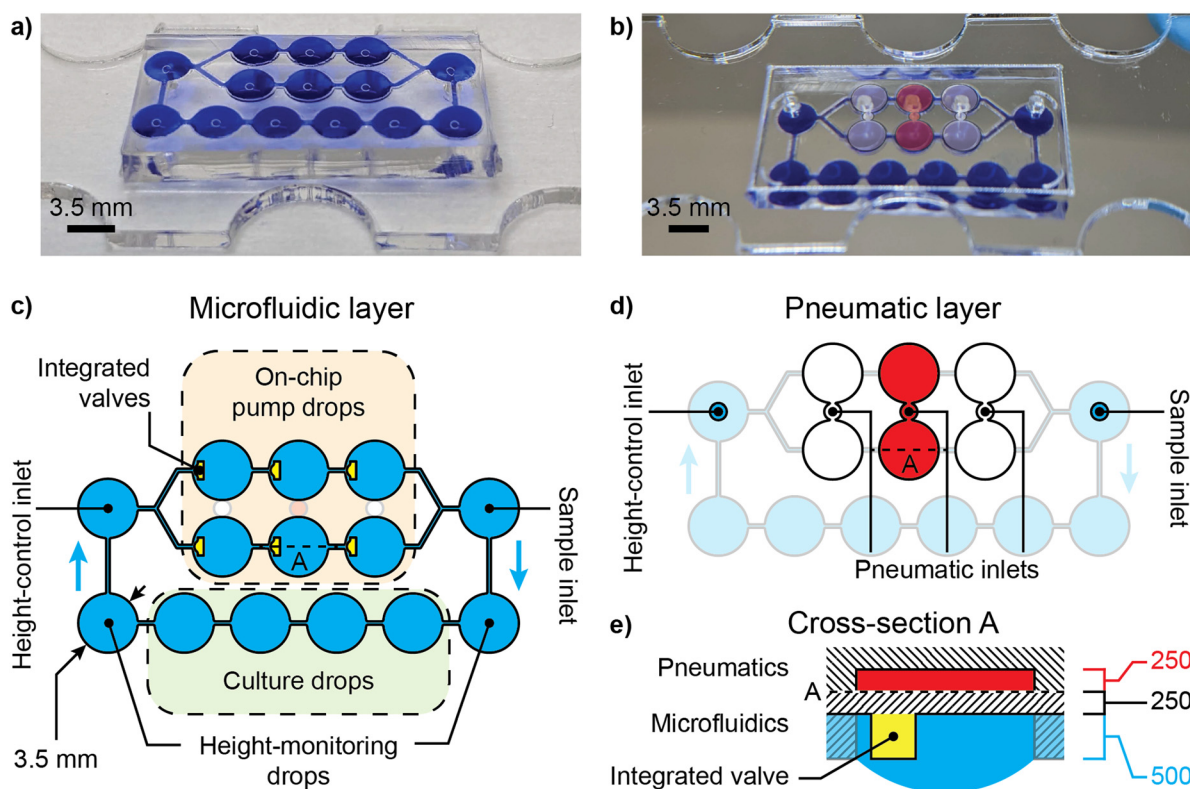 a)
3.5 mm
b)
3.5 mm
c)
Microfluidic layer
Integrated
valves
On-chip
pump drops
Height-control inlet
Sample inlet
A
Culture drops
3.5 mm
Height-monitoring
drops
d)
Pneumatic layer
Height-control inlet
Sample inlet
A
Pneumatic inlets
e)
Cross-section A
Pneumatics
A
Microfluidics
Integrated valve
250
250
500